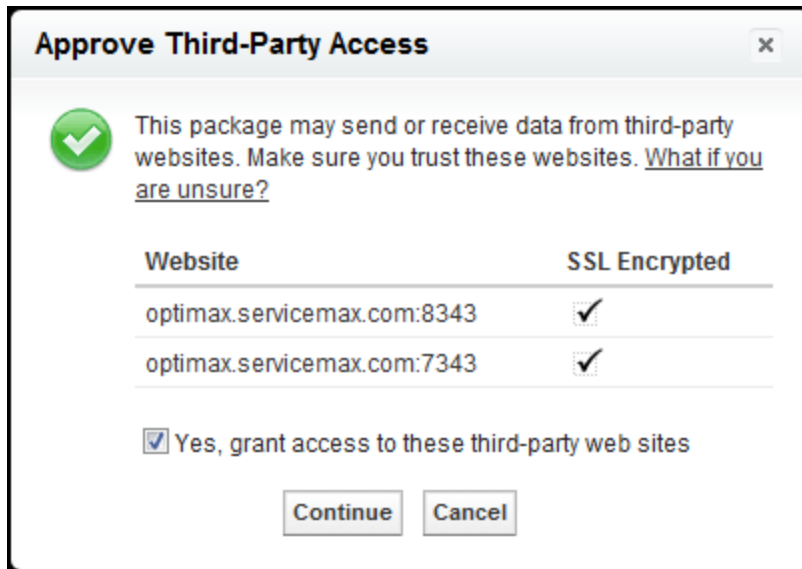 Approve Third-Party Access
This package may send or receive data from third-party
websites. Make sure you trust these websites. What if you
are unsure?
Website SSL Encrypted
optimax.servicemax.com:8343
optimax.servicemax.com:7343
Yes, grant access to these third-party web sites
Continue Cancel